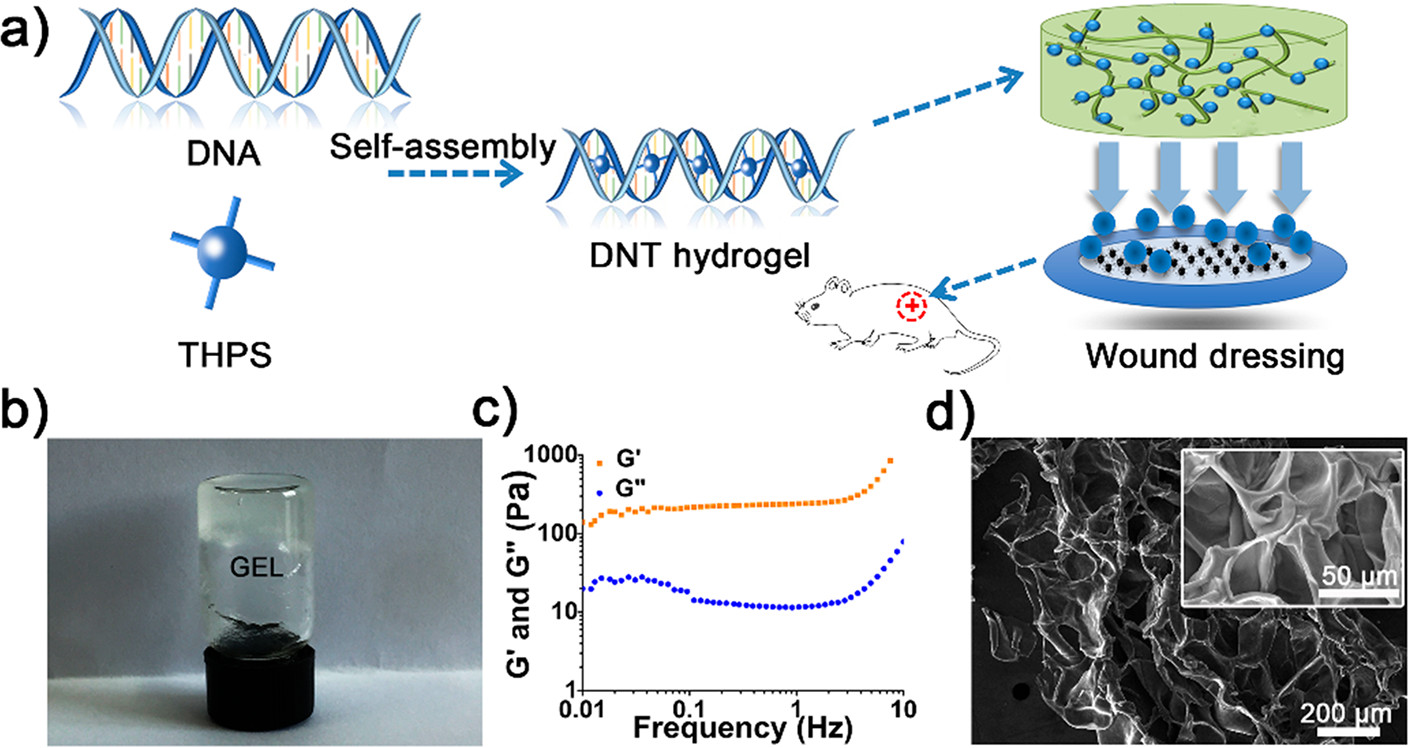 a)
DNA
Self-assembly
THPS
DNT hydrogel
Wound dressing
b)
GEL
c)
G' and G" (Pa)
1000
100
10
1
G'
G"
0.01
0.1
1
10
Frequency (Hz)
d)
50 µm
200 µm